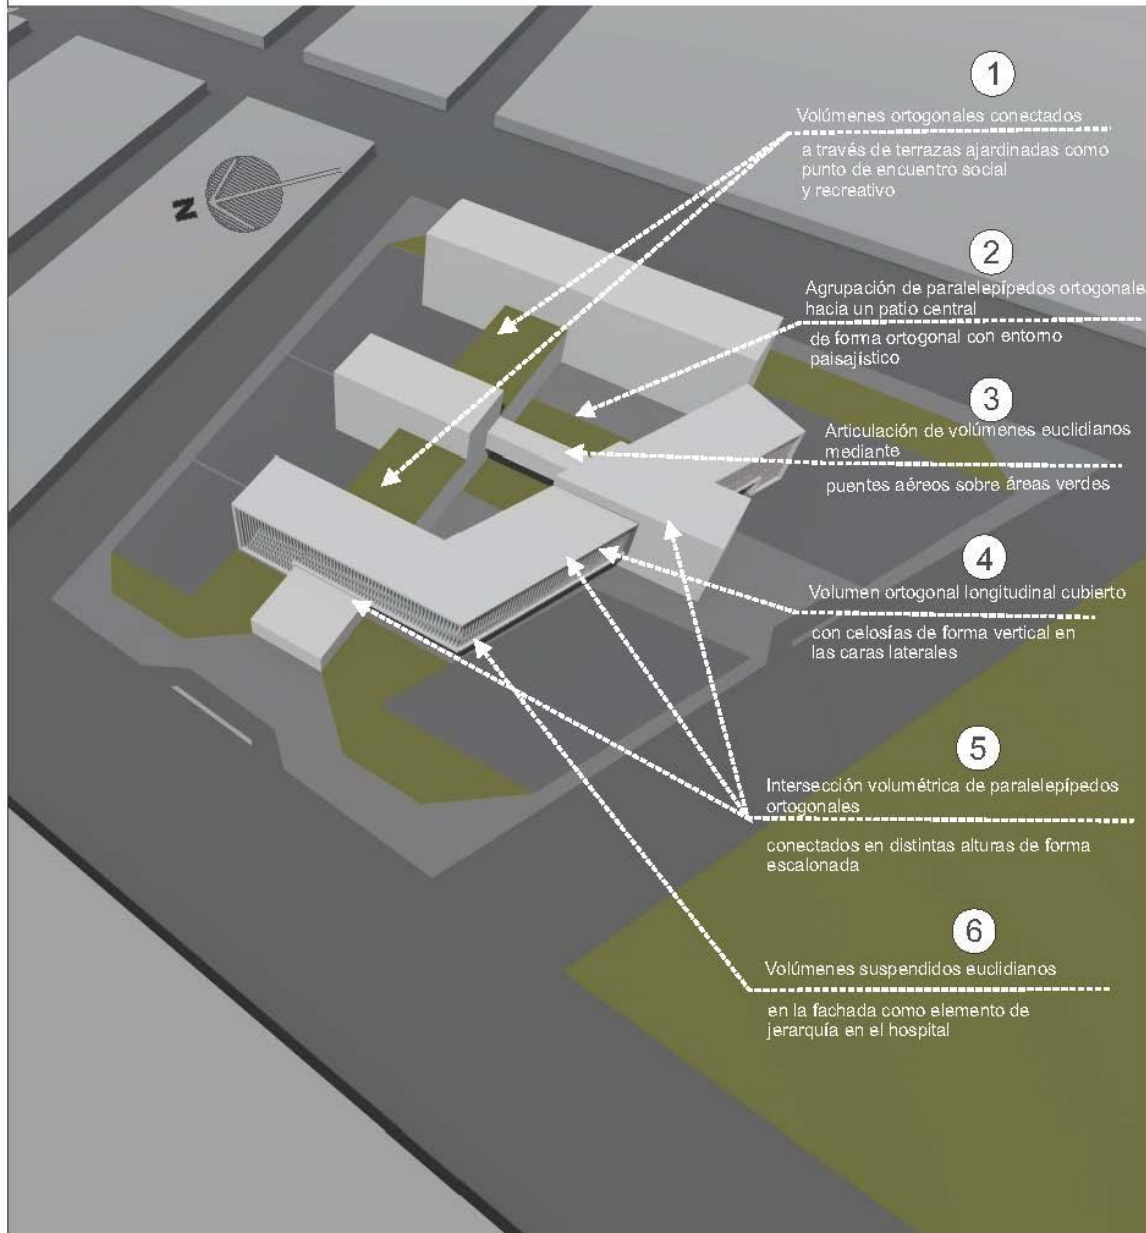 1
Volúmenes ortogonales conectados
a través de terrazas ajardinadas como
punto de encuentro social
y recreativo
N
2
Agrupación de paralelepípedos ortogonale
hacia un patio central
de forma ortogonal con entorno
paisajístico
3
Articulación de volúmenes euclidianos
mediante
puentes aéreos sobre áreas verdes
4
Volumen ortogonal longitudinal cubierto
con celosías de forma vertical en
las caras laterales
5
Intersección volumétrica de paralelepípedos
ortogonales
conectados en distintas alturas de forma
escalonada
6
Volúmenes suspendidos euclidianos
en la fachada como elemento de
jerarquía en el hospital